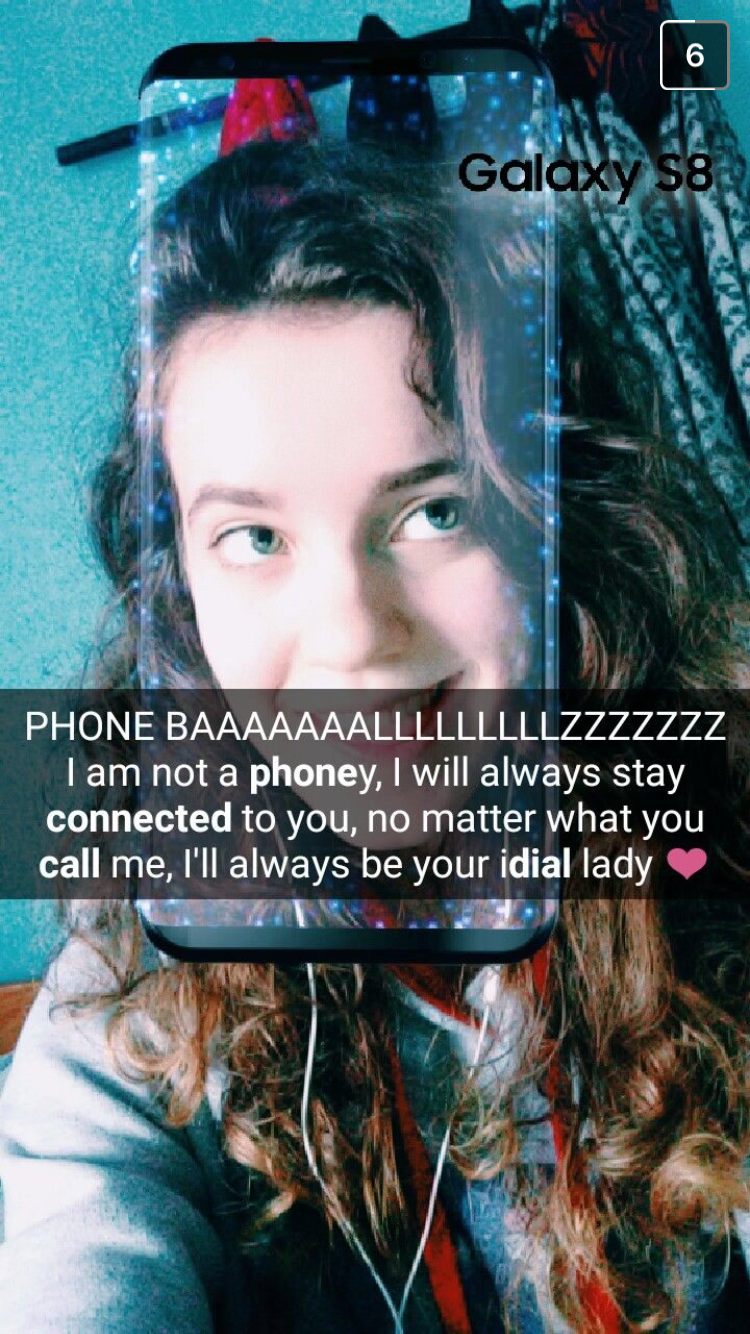 6
Galaxy S8
PHONE BAAAAAAALLLLLLLLLZZZZZZZ
I am not a phoney, I will always stay
connected to you, no matter what you
call me, I'll always be your idial lady ❤